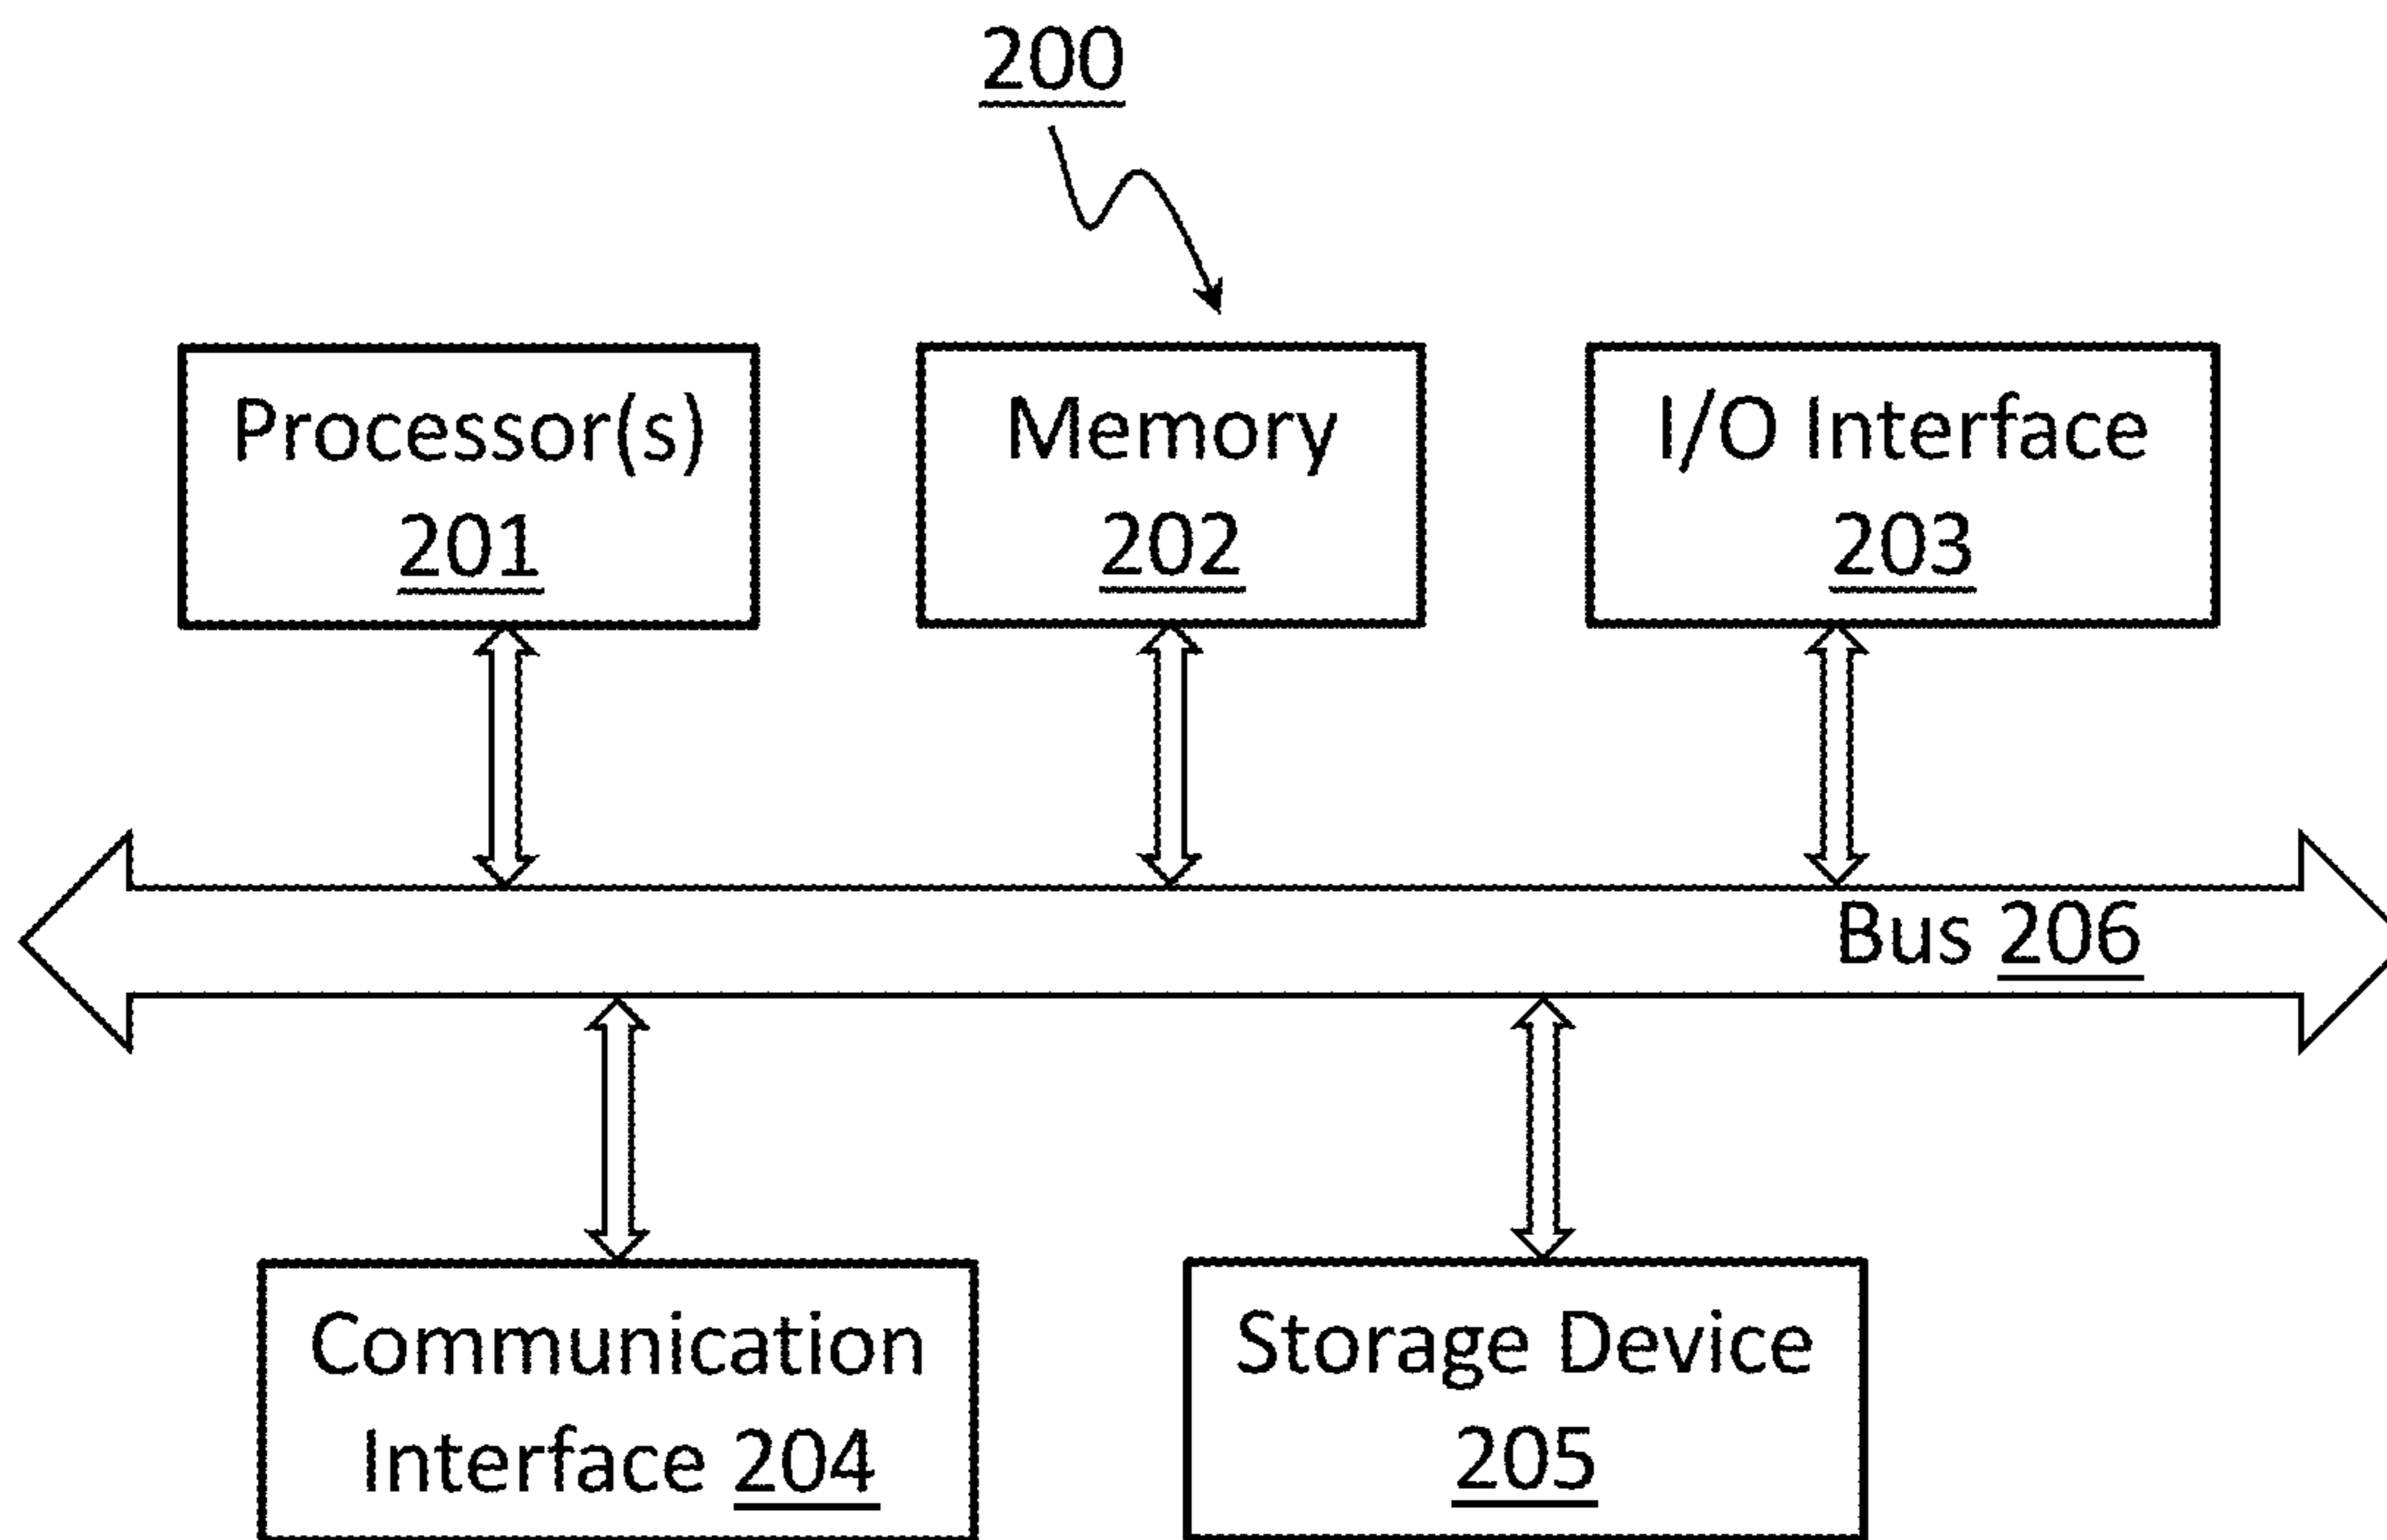 200
Processor(s)
201
Memory
202
I/O Interface
203
Bus 206
Communication
Interface 204
Storage Device
205